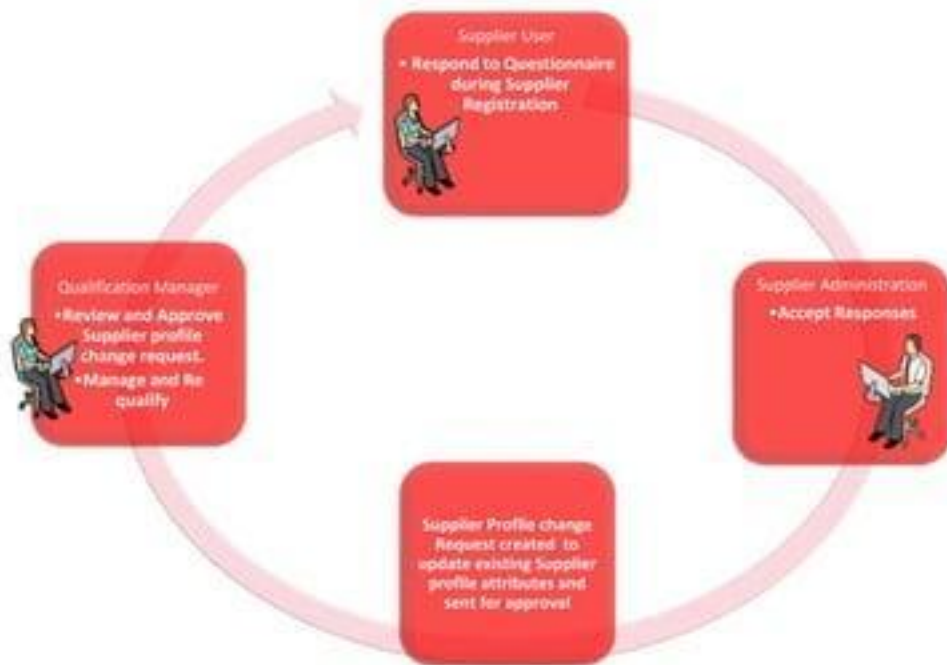 Supplier User
• Respond to Questionnaire
during Supplier
Registration
Supplier Administration
• Accept Responses
Supplier Profile change
Request created to
update existing Supplier
profile attributes and
sent for approval
Qualification Manager
•Review and Approve
Supplier profile
change request.
•Manage and Re
qualify